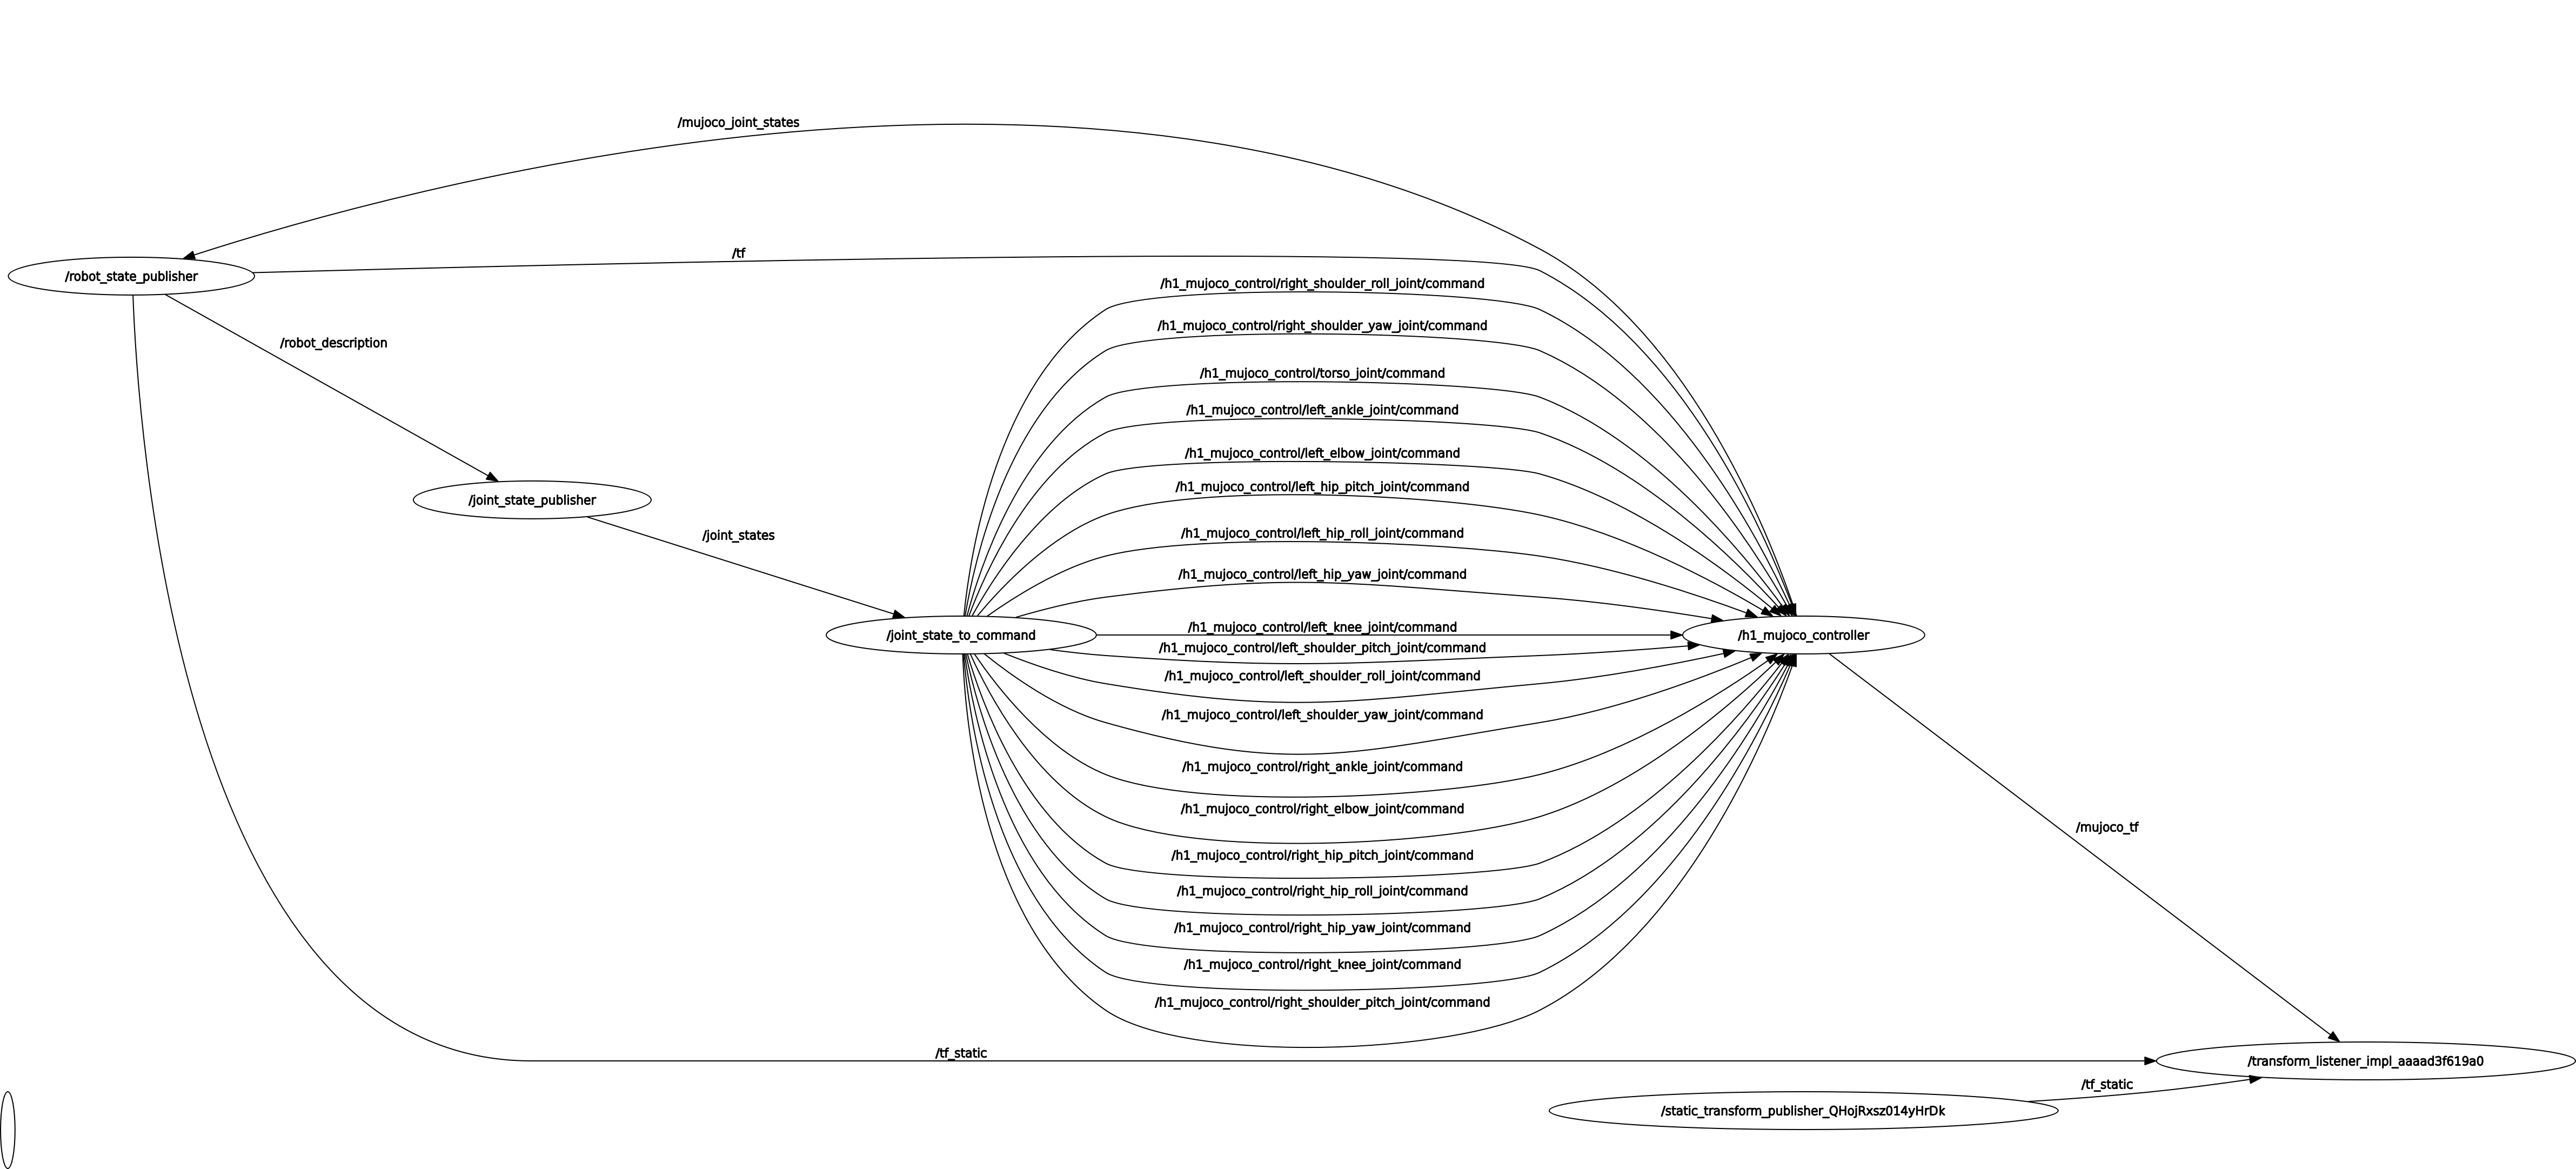 /mujoco_joint_states
/tf
/robot_state_publisher
/h1_mujoco_control/right_shoulder_roll_joint/command
/h1_mujoco_control/right_shoulder_yaw_joint/command
/robot_description
/h1_mujoco_control/torso_joint/command
/h1_mujoco_control/left_ankle_joint/command
/h1_mujoco_control/left_elbow_joint/command
/h1_mujoco_control/left_hip_pitch_joint/command
/joint_state_publisher
/h1_mujoco_control/left_hip_roll_joint/command
/joint_states
/h1_mujoco_control/left_hip_yaw_joint/command
/h1_mujoco_control/left_knee_joint/command
/joint_state_to_command
/h1_mujoco_controller
/h1_mujoco_control/left_shoulder_pitch_joint/command
/h1_mujoco_control/left_shoulder_roll_joint/command
/h1_mujoco_control/left_shoulder_yaw_joint/command
/h1_mujoco_control/right_ankle_joint/command
/h1_mujoco_control/right_elbow_joint/command
/mujoco_tf
/h1_mujoco_control/right_hip_pitch_joint/command
/h1_mujoco_control/right_hip_roll_joint/command
/h1_mujoco_control/right_hip_yaw_joint/command
/h1_mujoco_control/right_knee_joint/command
/h1_mujoco_control/right_shoulder_pitch_joint/command
/tf_static
/transform_listener_impl_aaaad3f619a0
/tf_static
/static_transform_publisher_QHojRxsz014yHrDk